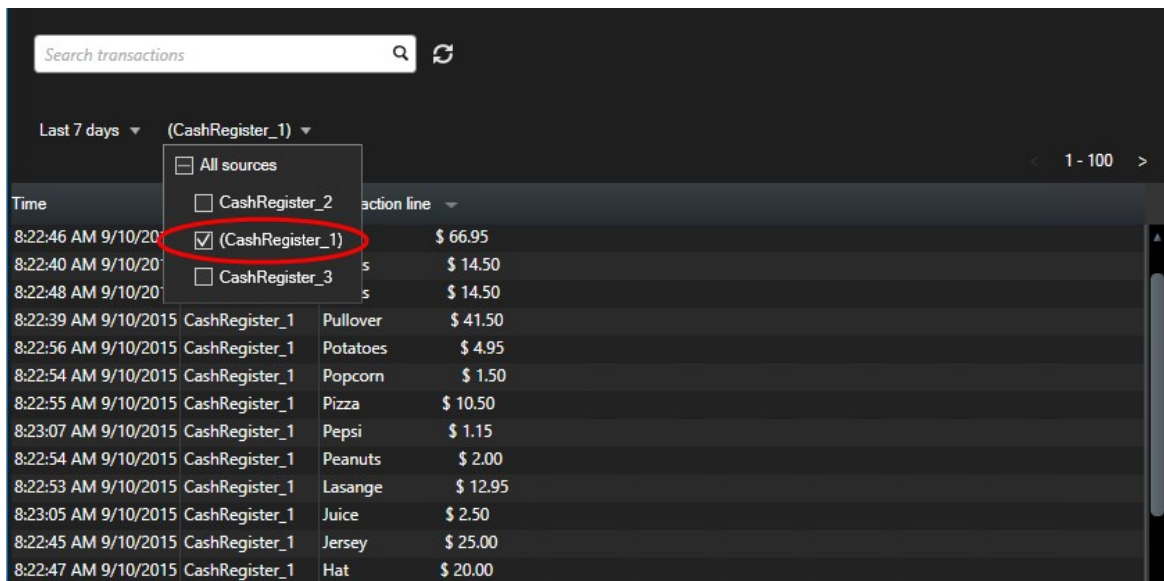 Search transactions
Last 7 days (CashRegister_1)
All sources
1 - 100 >
CashRegister_2
Time action line
(CashRegister_1)
8:22:46 AM 9/10/20 $ 66.95
8:22:40 AM 9/10/20 s $ 14.50
CashRegister_3
8:22:48 AM 9/10/20 s $ 14.50
8:22:39 AM 9/10/2015 CashRegister_1 Pullover $ 41.50
8:22:56 AM 9/10/2015 CashRegister_1 Potatoes $ 4.95
8:22:54 AM 9/10/2015 CashRegister_1 Popcorn $ 1.50
8:22:55 AM 9/10/2015 CashRegister_1 Pizza $ 10.50
8:23:07 AM 9/10/2015 CashRegister_1 Pepsi $ 1.15
8:22:54 AM 9/10/2015 CashRegister_1 Peanuts $ 2.00
8:22:53 AM 9/10/2015 CashRegister_1 Lasange $ 12.95
8:23:05 AM 9/10/2015 CashRegister_1 Juice $ 2.50
8:22:45 AM 9/10/2015 CashRegister_1 Jersey $ 25.00
8:22:47 AM 9/10/2015 CashRegister_1 Hat $ 20.00